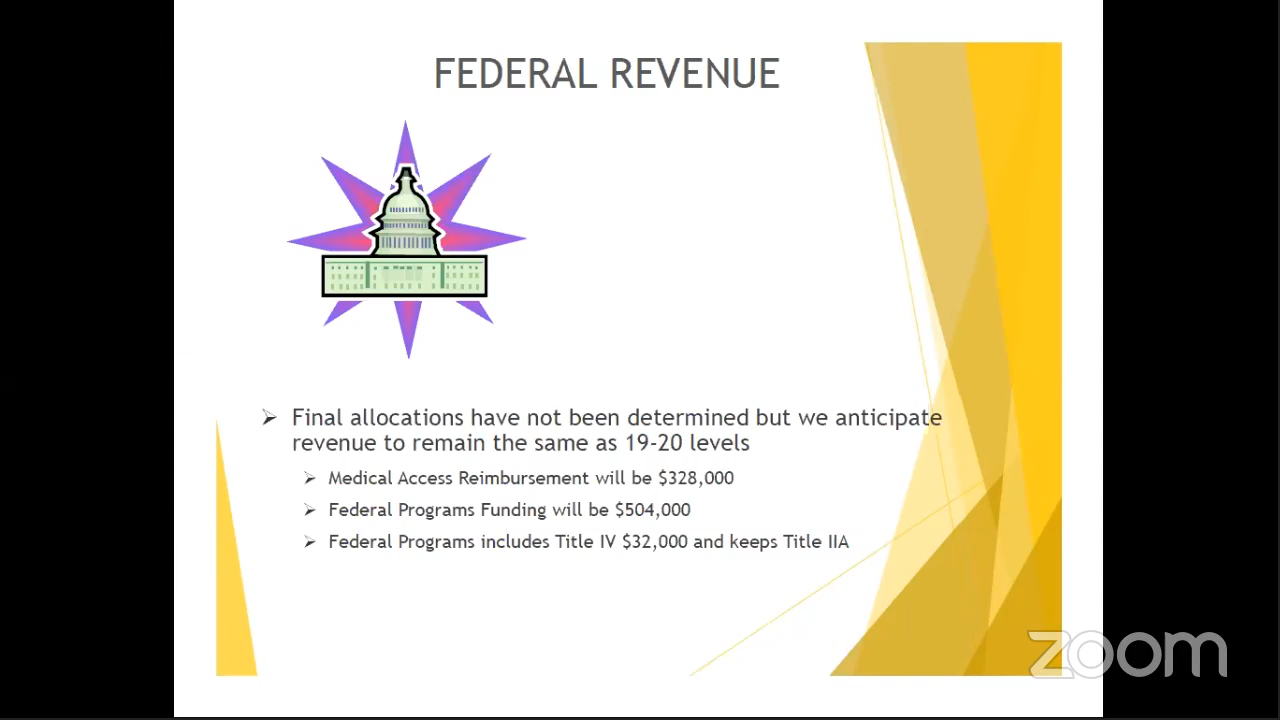 FEDERAL REVENUE
➢ Final allocations have not been determined but we anticipate
revenue to remain the same as 19-20 levels
➢ Medical Access Reimbursement will be $328,000
➢ Federal Programs Funding will be $504,000
➢ Federal Programs includes Title IV $32,000 and keeps Title IIA
zoom